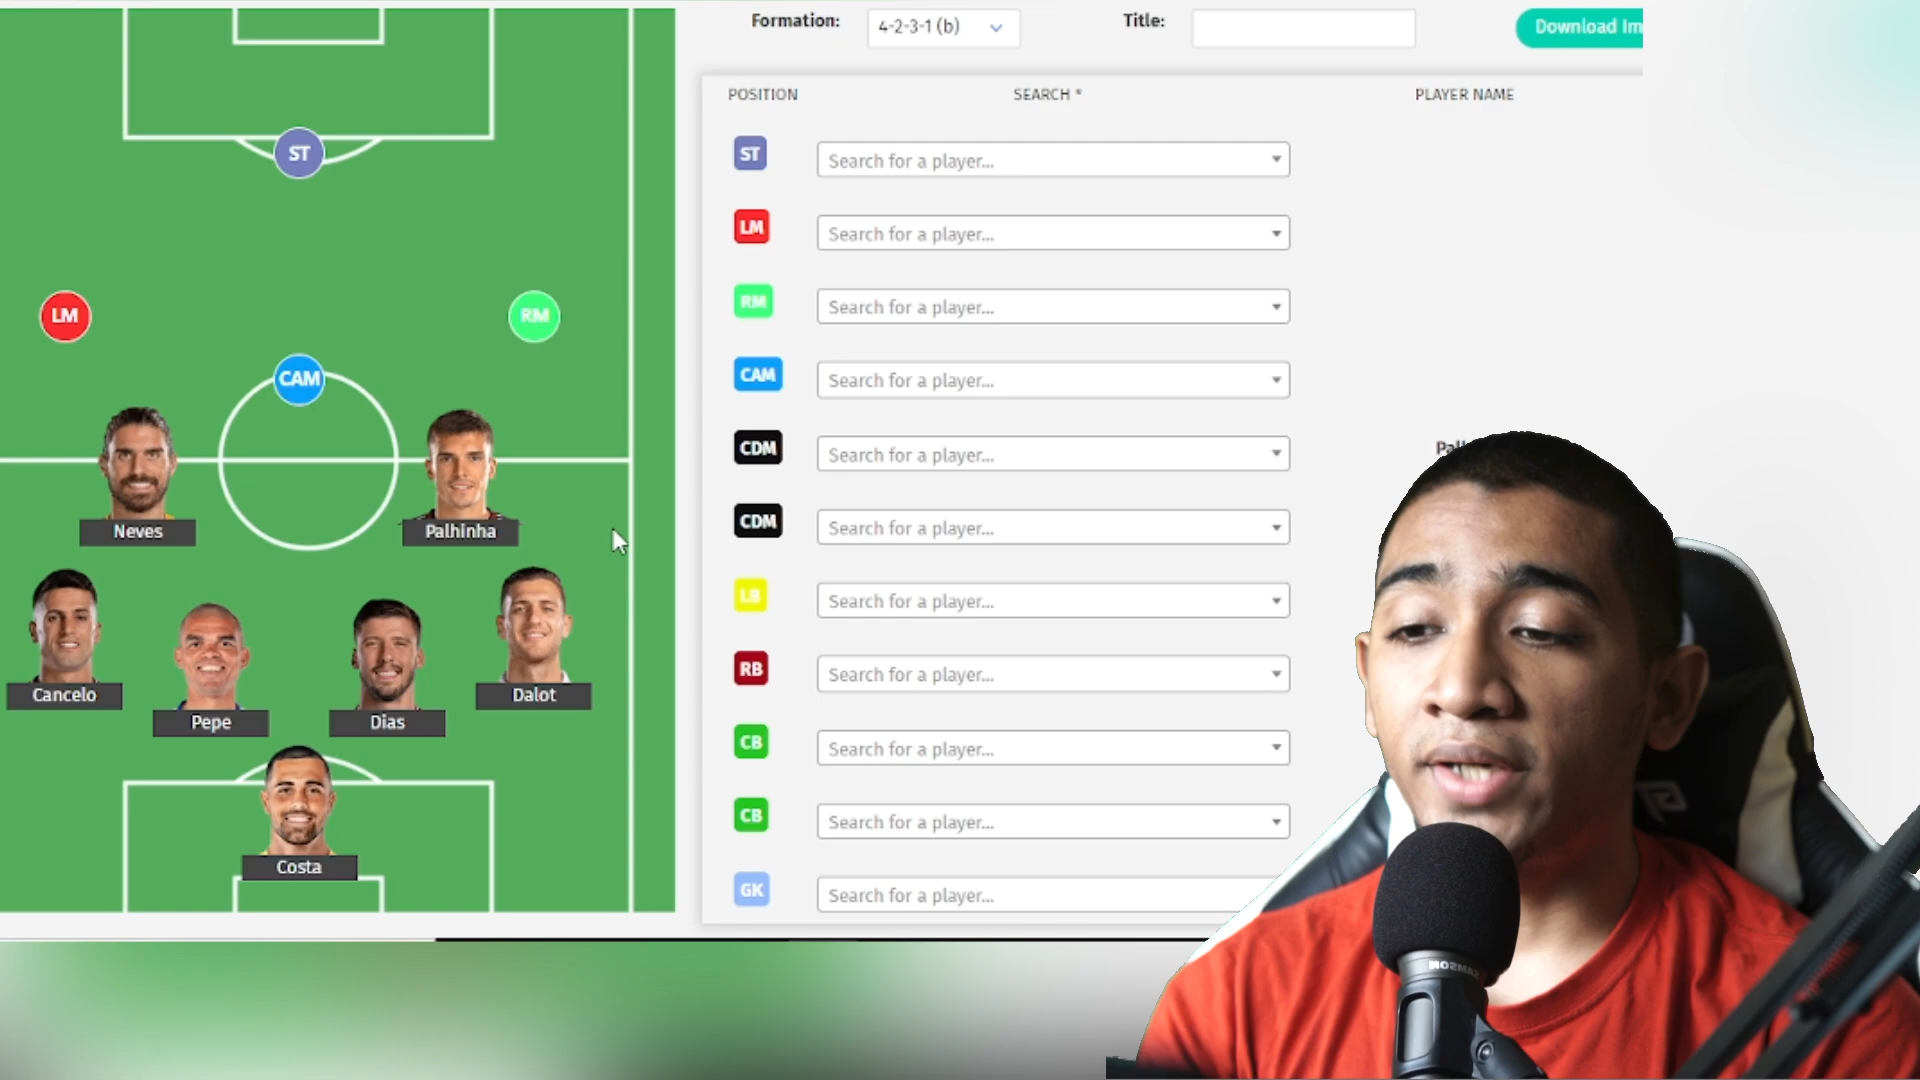 Formation:
4-2-3-1 (b)
Title:
Download Im
POSITION
SEARCH *
PLAYER NAME
ST
Search for a player...
LM
Search for a player...
RM
Search for a player...
CAM
Search for a player...
CDM
Search for a player...
CDM
Search for a player...
LB
Search for a player...
RB
Search for a player...
CB
Search for a player...
CB
Search for a player...
GK
Search for a player...
ST
LM
RM
CAM
Neves
Palhinha
Cancelo
Dalot
Pepe
Dias
Costa